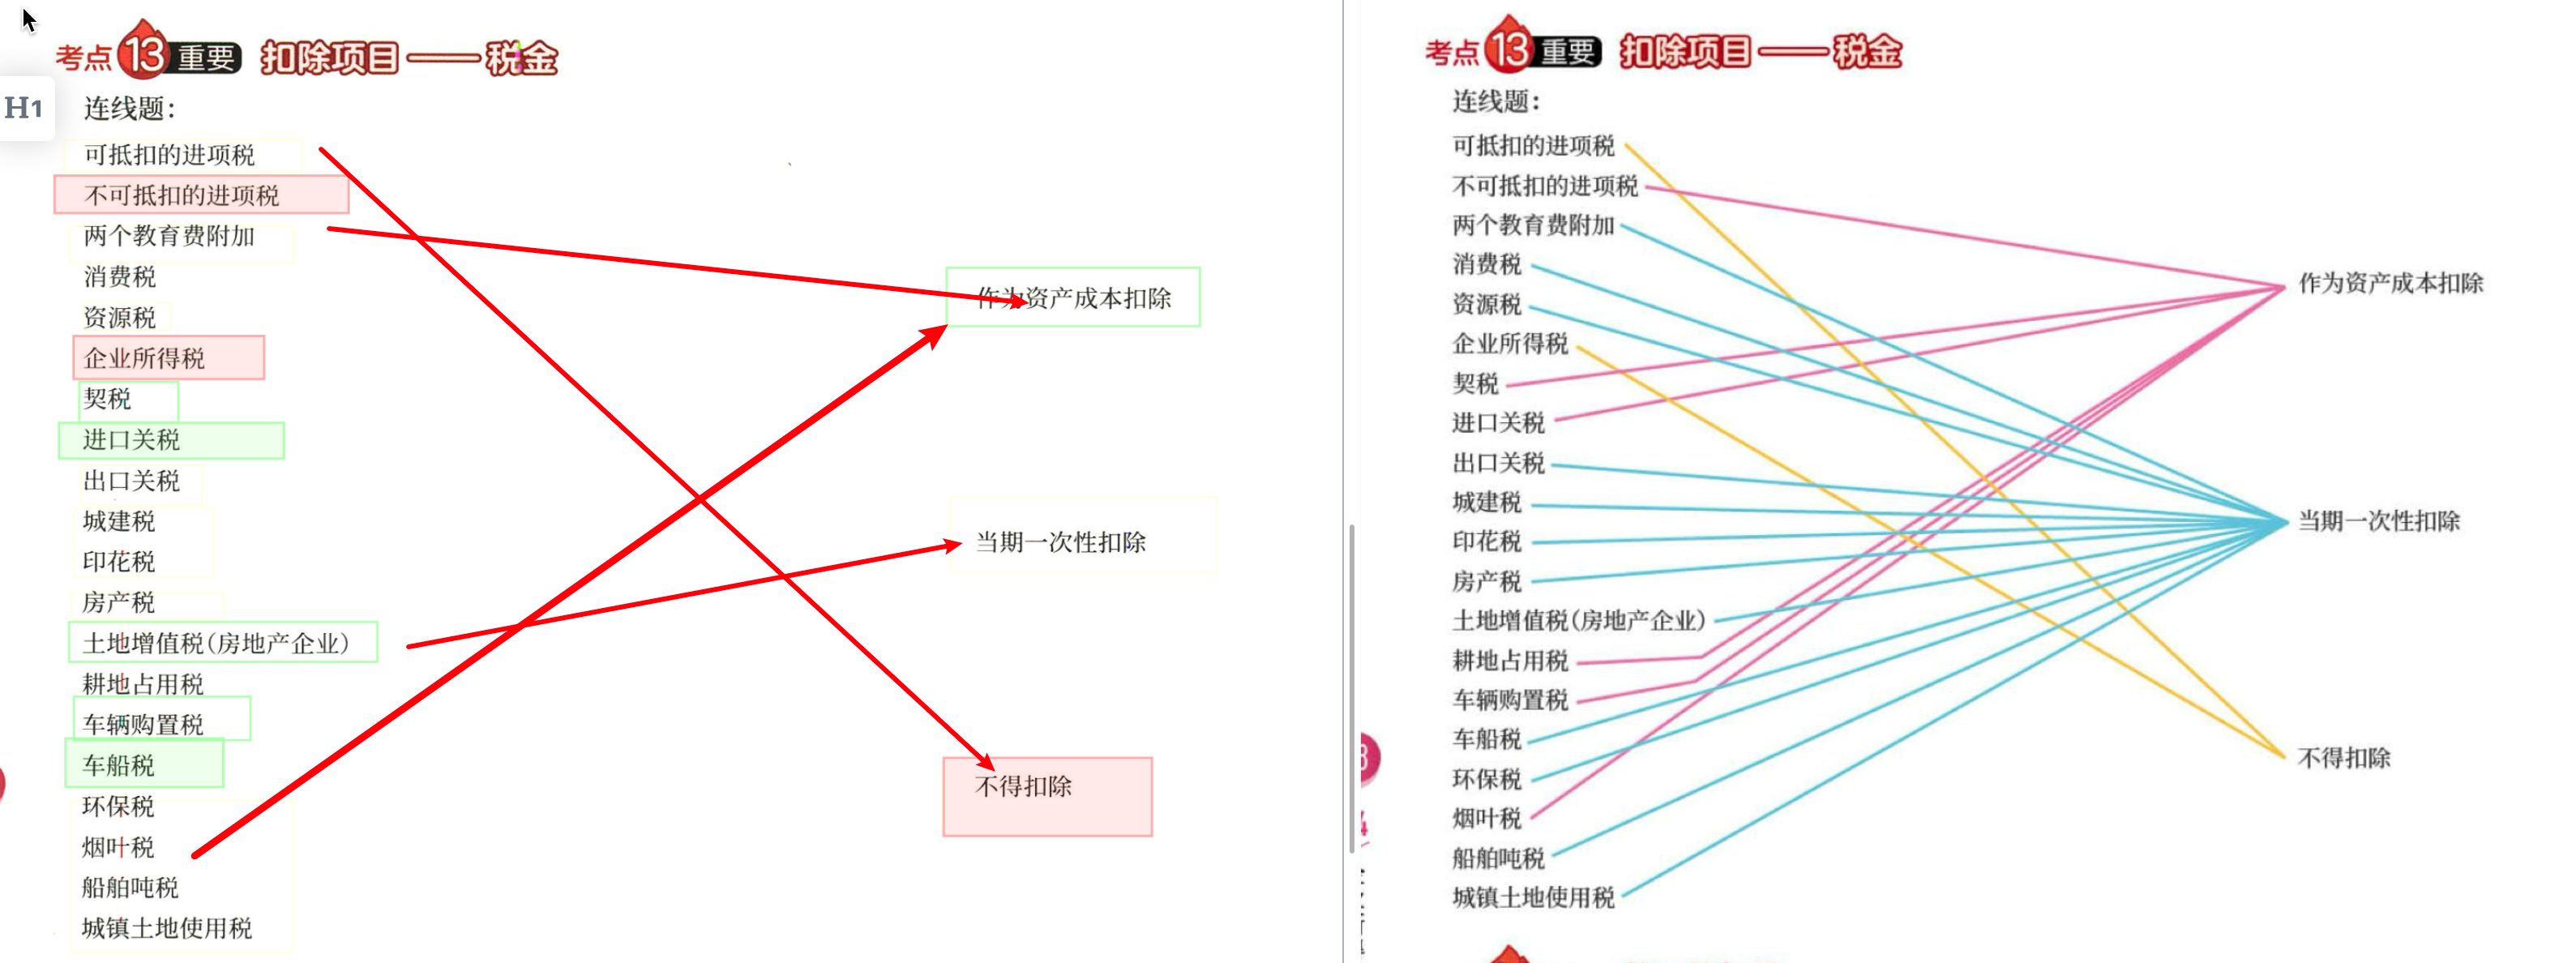 考点 13 重要 扣除项目——税金
H1
连线题：
可抵扣的进项税
不可抵扣的进项税
两个教育费附加
消费税
资源税
企业所得税
契税
进口关税
出口关税
城建税
印花税
房产税
土地增值税(房地产企业)
耕地占用税
车辆购置税
车船税
环保税
烟叶税
船舶吨税
城镇土地使用税
作为资产成本扣除
当期一次性扣除
不得扣除
考点 13 重要 扣除项目——税金
连线题：
可抵扣的进项税
不可抵扣的进项税
两个教育费附加
消费税
资源税
企业所得税
契税
进口关税
出口关税
城建税
印花税
房产税
土地增值税(房地产企业)
耕地占用税
车辆购置税
车船税
环保税
烟叶税
船舶吨税
城镇土地使用税
作为资产成本扣除
当期一次性扣除
不得扣除